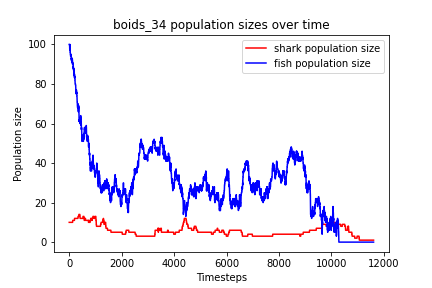 boids_34 population sizes over time
shark population size
fish population size
Population size
100
80
60
40
20
0
0
2000
4000
6000
8000
10000
12000
Timesteps